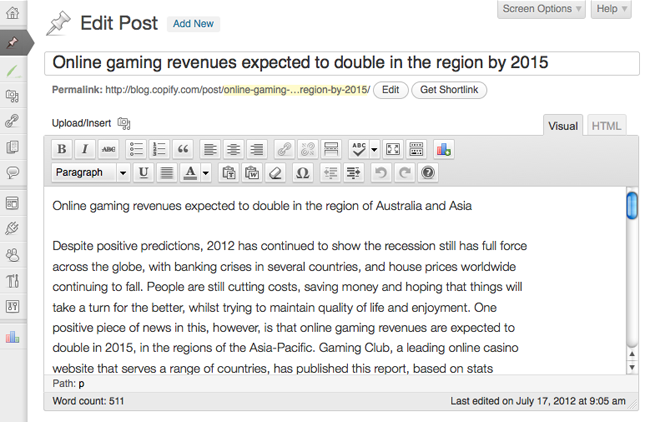 Screen Options Help
Edit Post Add New
Online gaming revenues expected to double in the region by 2015
Permalink: http://blog.copify.com/post/online-gaming-…region-by-2015/ Edit Get Shortlink
Upload/Insert Visual HTML
B I ABC ABC
Paragraph U A T W Ω ?
Online gaming revenues expected to double in the region of Australia and Asia
Despite positive predictions, 2012 has continued to show the recession still has full force
across the globe, with banking crises in several countries, and house prices worldwide
continuing to fall. People are still cutting costs, saving money and hoping that things will
take a turn for the better, whilst trying to maintain quality of life and enjoyment. One
positive piece of news in this, however, is that online gaming revenues are expected to
double in 2015, in the regions of the Asia-Pacific. Gaming Club, a leading online casino
website that serves a range of countries, has published this report, based on stats
Path: p
Word count: 511 Last edited on July 17, 2012 at 9:05 am